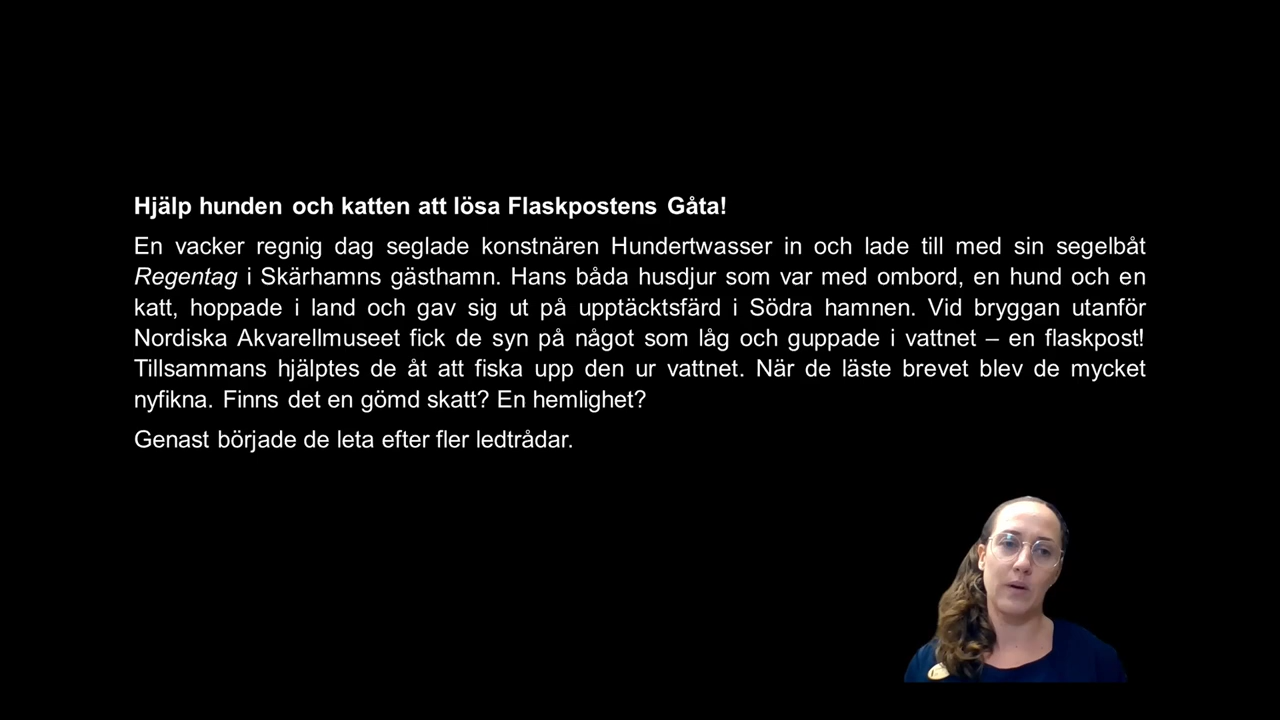 Hjälp hunden och katten att lösa Flaskpostens Gåta!
En vacker regnig dag seglade konstnären Hundertwasser in och lade till med sin segelbåt
Regentag i Skärhamns gästhamn. Hans båda husdjur som var med ombord, en hund och en
katt, hoppade i land och gav sig ut på upptäcktsfärd i Södra hamnen. Vid bryggan utanför
Nordiska Akvarellmuseet fick de syn på något som låg och guppade i vattnet – en flaskpost!
Tillsammans hjälptes de åt att fiska upp den ur vattnet. När de läste brevet blev de mycket
nyfikna. Finns det en gömd skatt? En hemlighet?
Genast började de leta efter fler ledtrådar.